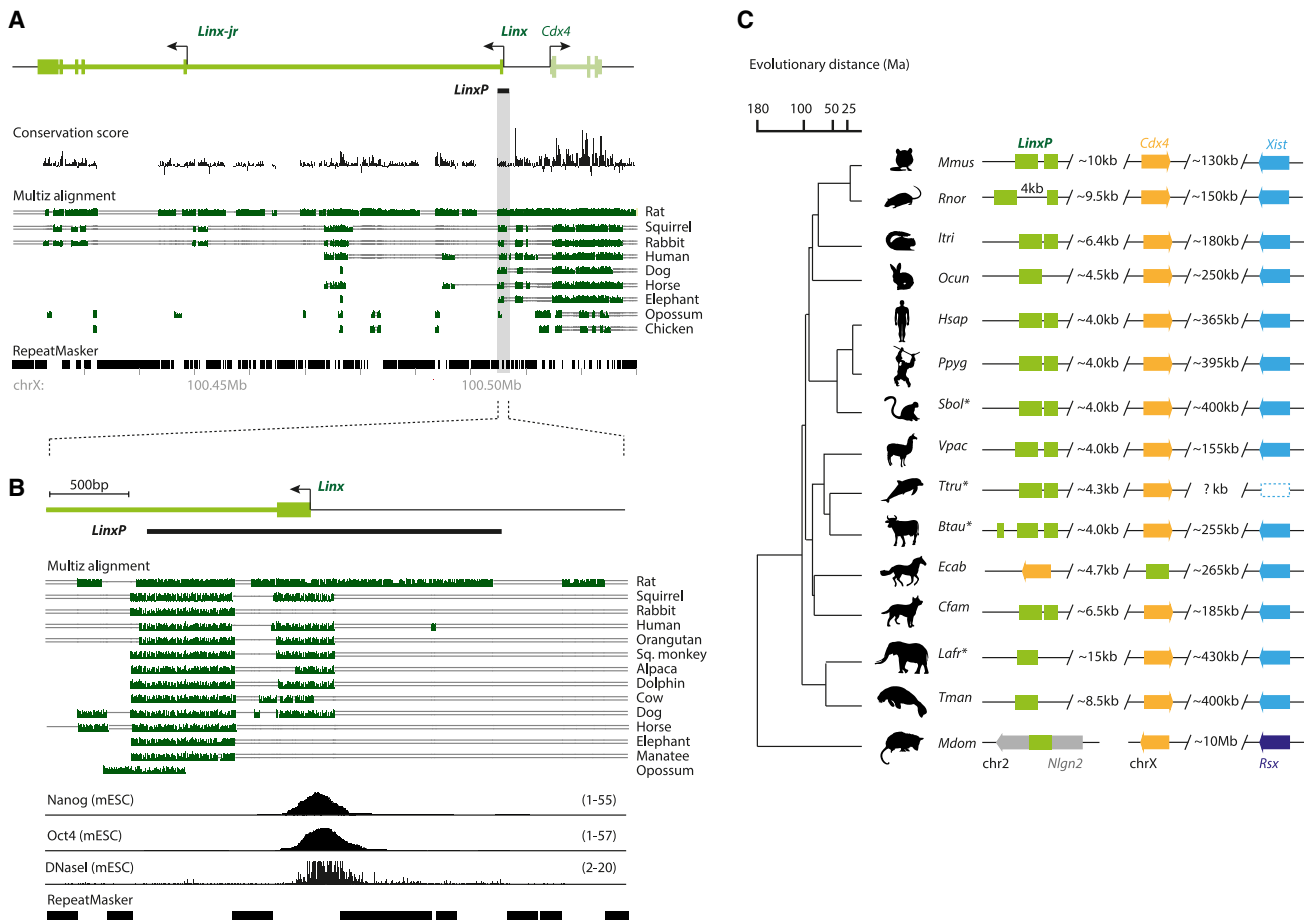 A
Linx-jr
Linx
Cdx4
LinxP
Conservation score
Multiz alignment
Rat
Squirrel
Rabbit
Human
Dog
Horse
Elephant
Opossum
Chicken
RepeatMasker
chrX:
100.45Mb
100.50Mb
B
500bp
Linx
LinxP
Multiz alignment
Rat
Squirrel
Rabbit
Human
Orangutan
Sq. monkey
Alpaca
Dolphin
Cow
Dog
Horse
Elephant
Manatee
Opossum
Nanog (mESC) (1-55)
Oct4 (mESC) (1-57)
DNaseI (mESC) (2-20)
RepeatMasker
C
Evolutionary distance (Ma)
180 100 50 25
LinxP Cdx4 Xist
Mmus ~10kb ~130kb
Rnor 4kb ~9.5kb ~150kb
Itri ~6.4kb ~180kb
Ocun ~4.5kb ~250kb
Hsap ~4.0kb ~365kb
Ppyg ~4.0kb ~395kb
Sbol* ~4.0kb ~400kb
Vpac ~4.0kb ~155kb
Ttru* ~4.3kb ? kb
Btau* ~4.0kb ~255kb
Ecab ~4.7kb ~265kb
Cfam ~6.5kb ~185kb
Lafr* ~15kb ~430kb
Tman ~8.5kb ~400kb
Mdom ~10Mb
chr2 Nlgn2 chrX Rsx